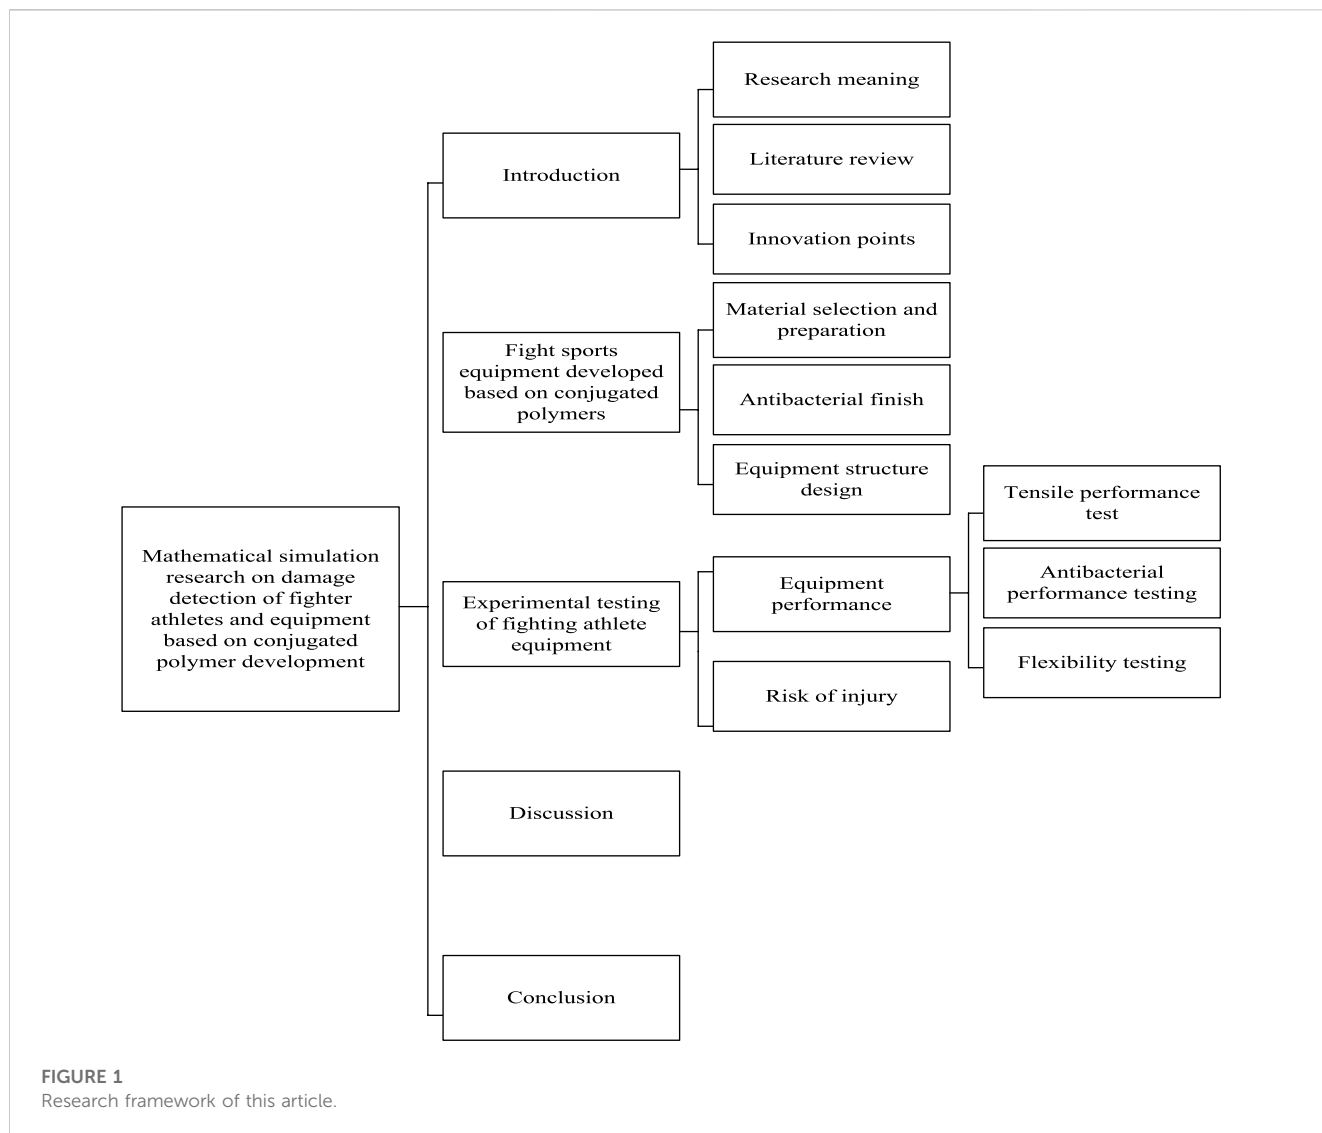 Mathematical simulation
research on damage
detection of fighter
athletes and equipment
based on conjugated
polymer development
Introduction
Research meaning
Literature review
Innovation points
Fight sports
equipment developed
based on conjugated
polymers
Material selection and
preparation
Antibacterial finish
Equipment structure
design
Experimental testing
of fighting athlete
equipment
Equipment
performance
Tensile performance
test
Antibacterial
performance testing
Flexibility testing
Risk of injury
Discussion
Conclusion
FIGURE 1
Research framework of this article.